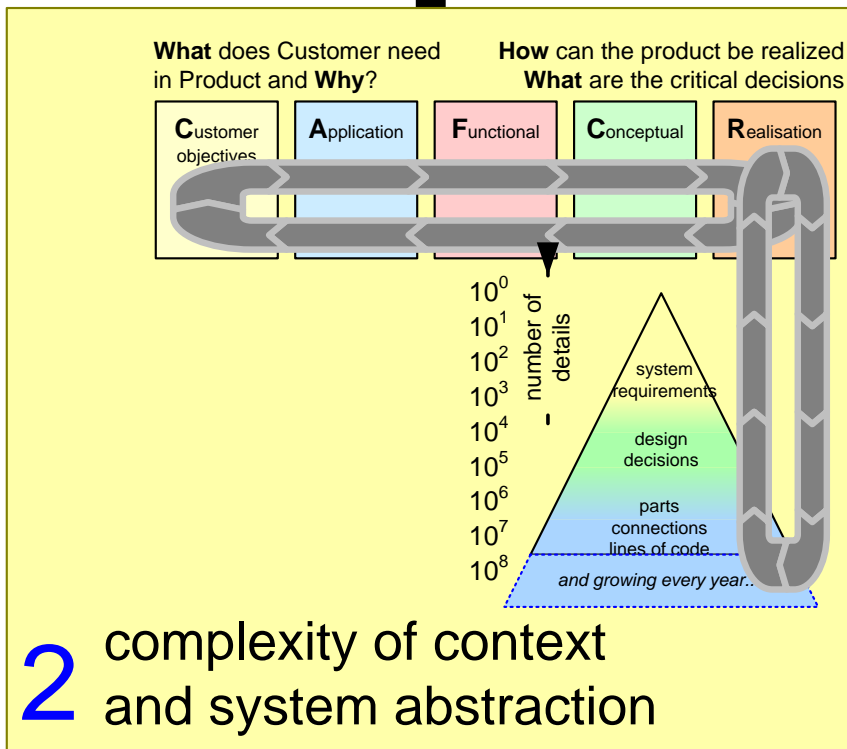 What does Customer need
in Product and Why?
How can the product be realized
What are the critical decisions
Customer
objectives
Application
Functional
Conceptual
Realisation
10^0
10^1
10^2
10^3
10^4
10^5
10^6
10^7
10^8
number of
details
system
requirements
design
decisions
parts
connections
lines of code
and growing every year..
2
complexity of context
and system abstraction